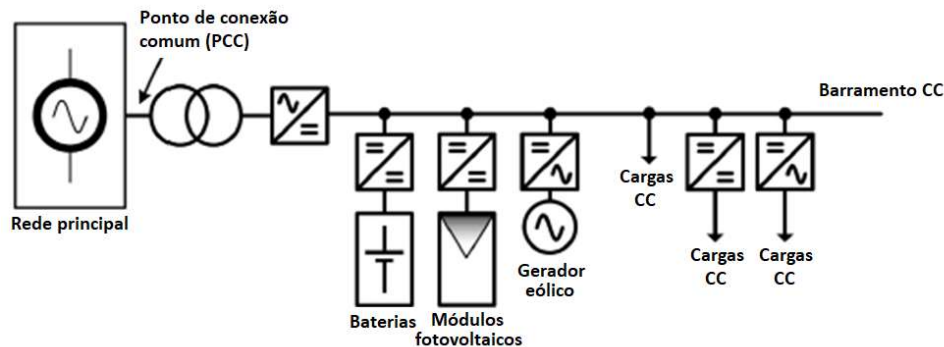 Ponto de conexão
comum (PCC)
Barramento CC
Rede principal
Baterias
Módulos
fotovoltaicos
Gerador
eólico
Cargas
CC
Cargas
CC
Cargas
CC